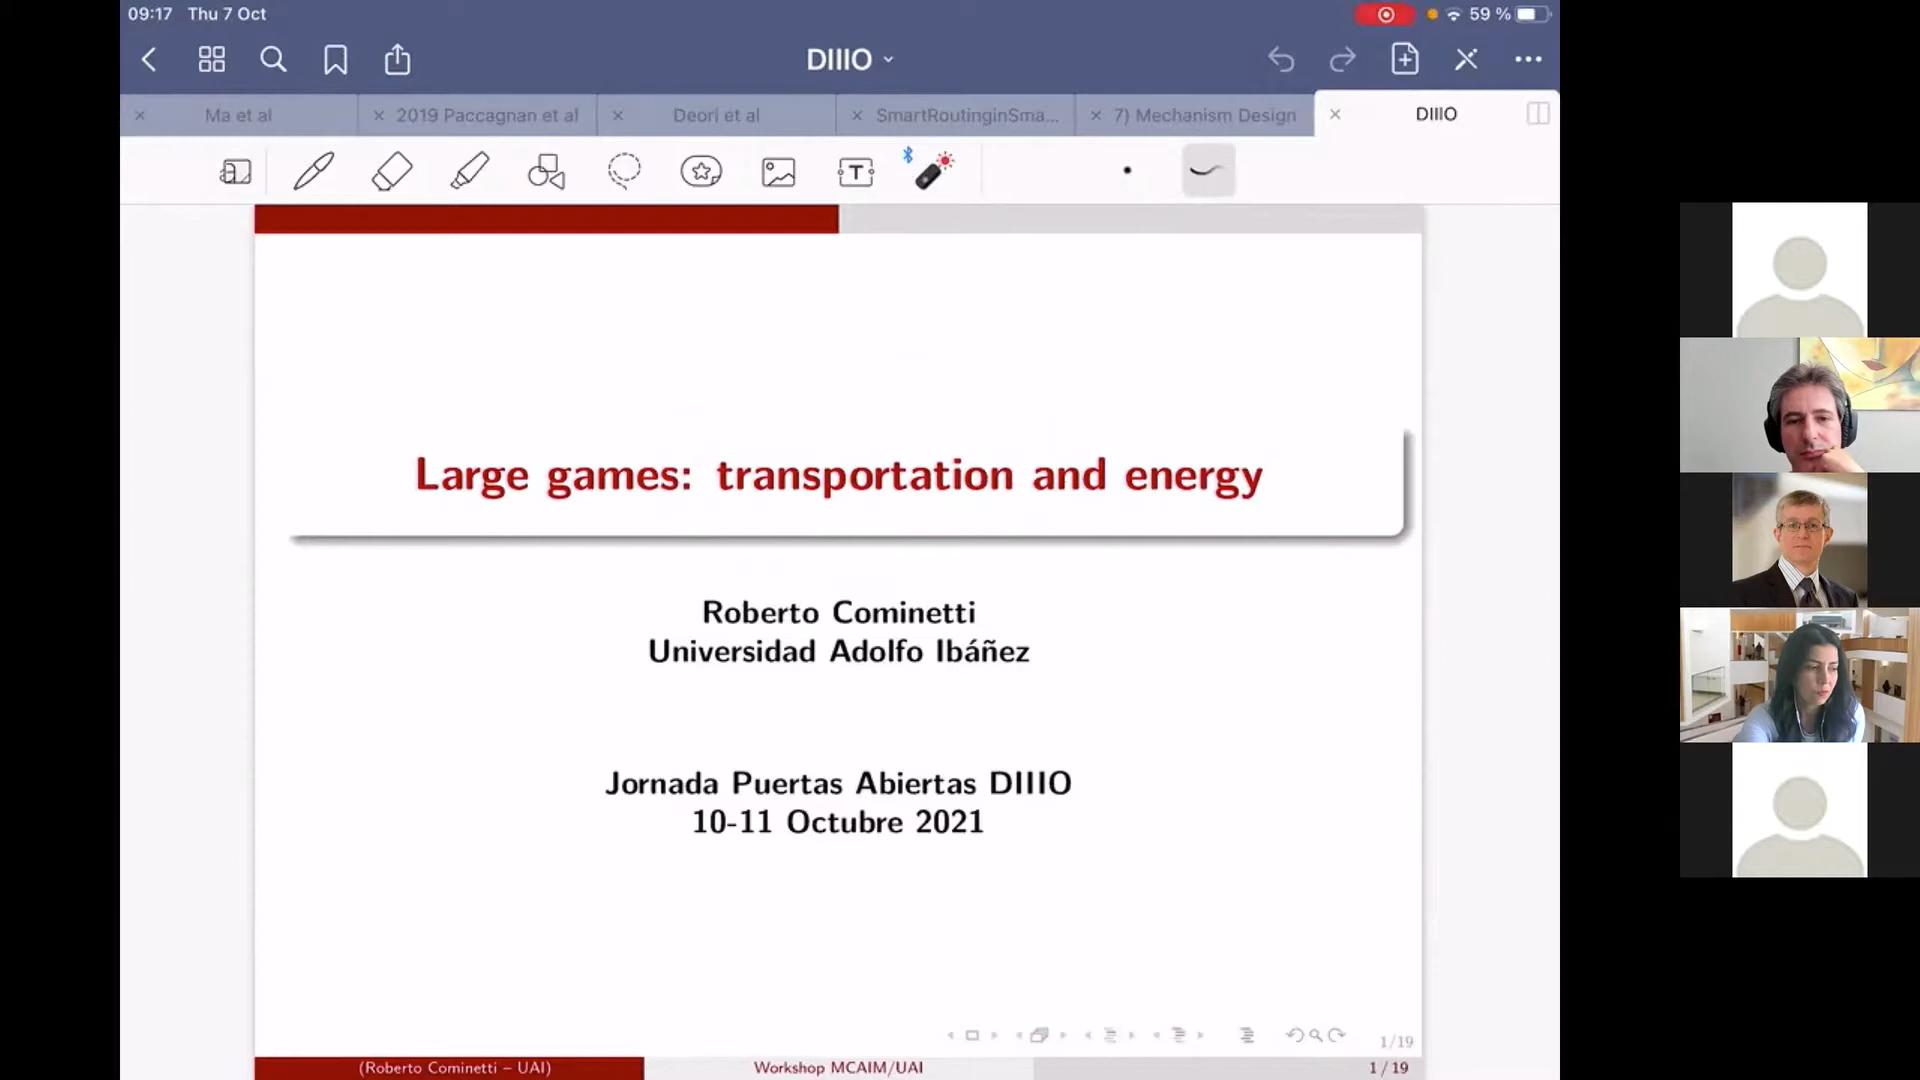 09:17 Thu 7 Oct
59 %
DIIIO
Ma et al
2019 Paccagnan et al
Deori et al
SmartRoutinginSma...
7) Mechanism Design
DIIIO
Large games: transportation and energy
Roberto Cominetti
Universidad Adolfo Ibáñez
Jornada Puertas Abiertas DIIIO
10-11 Octubre 2021
1/19
(Roberto Cominetti – UAI)
Workshop MCAIM/UAI
1 / 19